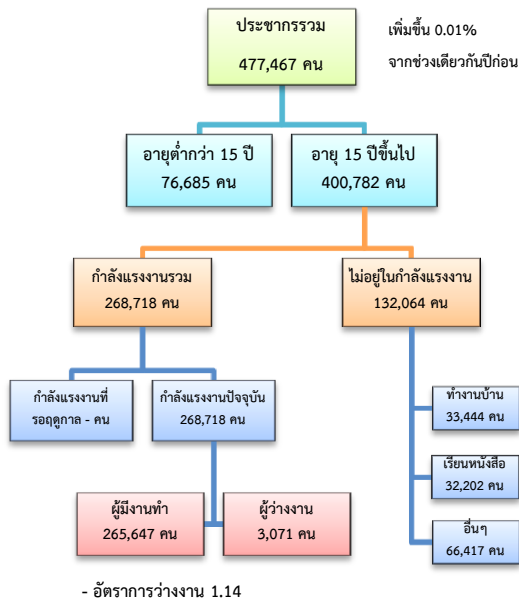 ประชากรรวม
477,467 คน
เพิ่มขึ้น 0.01%
จากช่วงเดียวกันปีก่อน
อายุต่ำกว่า 15 ปี
76,685 คน
อายุ 15 ปีขึ้นไป
400,782 คน
กำลังแรงงานรวม
268,718 คน
ไม่อยู่ในกำลังแรงงาน
132,064 คน
กำลังแรงงานที่
รอฤดูกาล - คน
กำลังแรงงานปัจจุบัน
268,718 คน
ทำงานบ้าน
33,444 คน
เรียนหนังสือ
32,202 คน
อื่นๆ
66,417 คน
ผู้มีงานทำ
265,647 คน
ผู้ว่างงาน
3,071 คน
- อัตราการว่างงาน 1.14